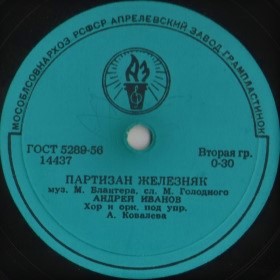 МОСОБЛСОВНАРХОЗ РСФСР-АПРЕЛЕВСКИЙ ЗАВОД ГРАМПЛАСТИНОК
АЗ
ГОСТ 5289-56
14437
Вторая гр.
0-30
ПАРТИЗАН ЖЕЛЕЗНЯК
муз. М. Блантера, сл. М. Голодного
АНДРЕЙ ИВАНОВ
Хор и орк. под упр.
А. Ковалева